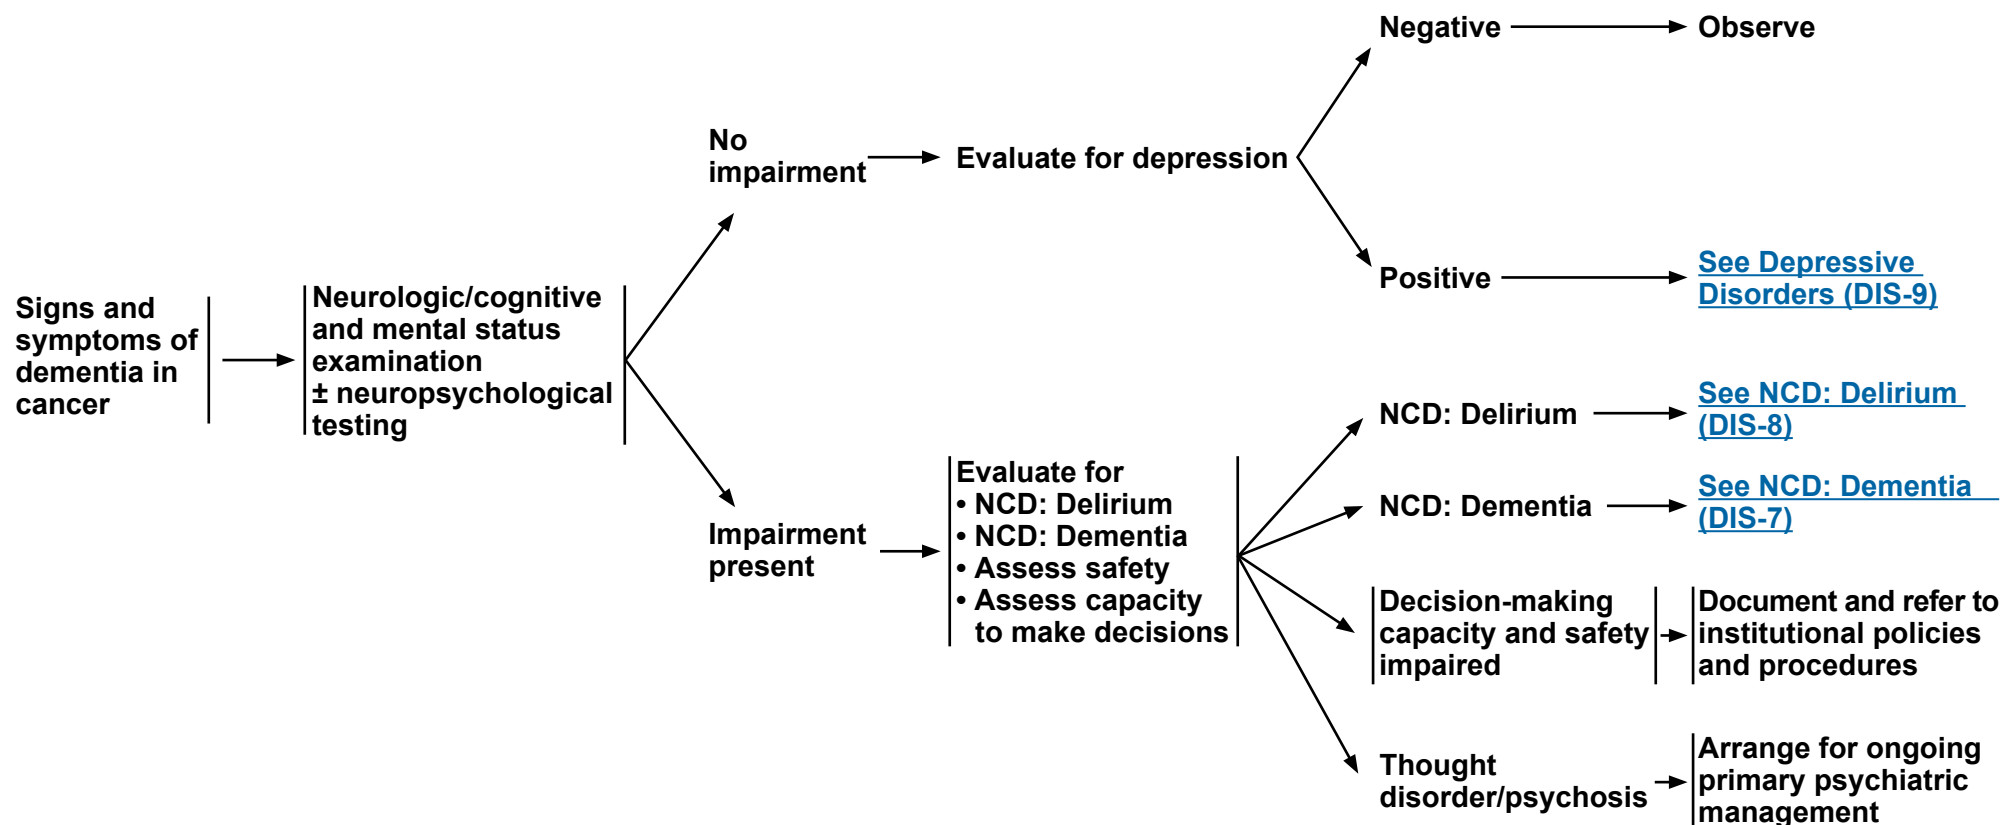 Signs and
symptoms of
dementia in
cancer
Neurologic/cognitive
and mental status
examination
± neuropsychological
testing
No
impairment
Evaluate for depression
Negative
Observe
Positive
See Depressive
Disorders (DIS-9)
Impairment
present
Evaluate for
• NCD: Delirium
• NCD: Dementia
• Assess safety
• Assess capacity
to make decisions
NCD: Delirium
See NCD: Delirium
(DIS-8)
NCD: Dementia
See NCD: Dementia
(DIS-7)
Decision-making
capacity and safety
impaired
Document and refer to
institutional policies
and procedures
Thought
disorder/psychosis
Arrange for ongoing
primary psychiatric
management